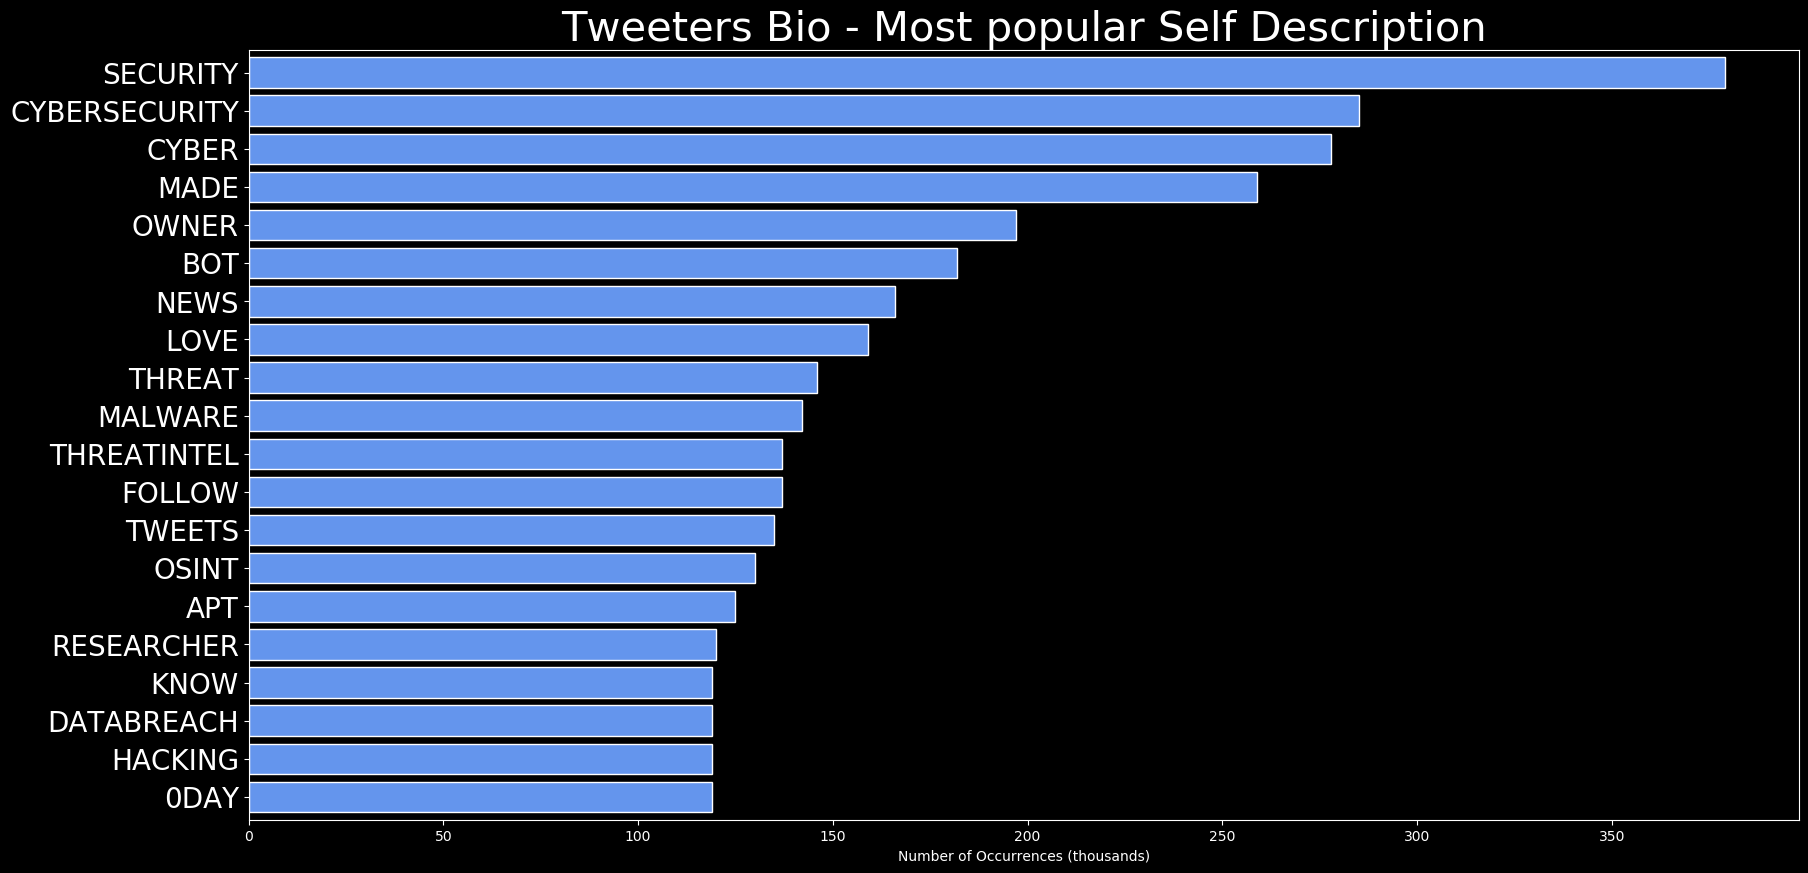 Tweeters Bio - Most popular Self Description
SECURITY
CYBERSECURITY
CYBER
MADE
OWNER
BOT
NEWS
LOVE
THREAT
MALWARE
THREATINTEL
FOLLOW
TWEETS
OSINT
APT
RESEARCHER
KNOW
DATABREACH
HACKING
0DAY
0 50 100 150 200 250 300 350
Number of Occurrences (thousands)